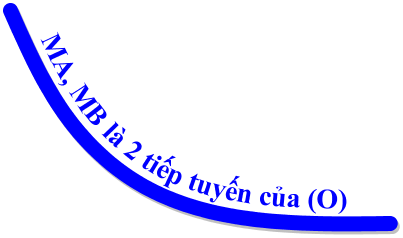 MA, MB là 2 tiếp tuyến của (O)